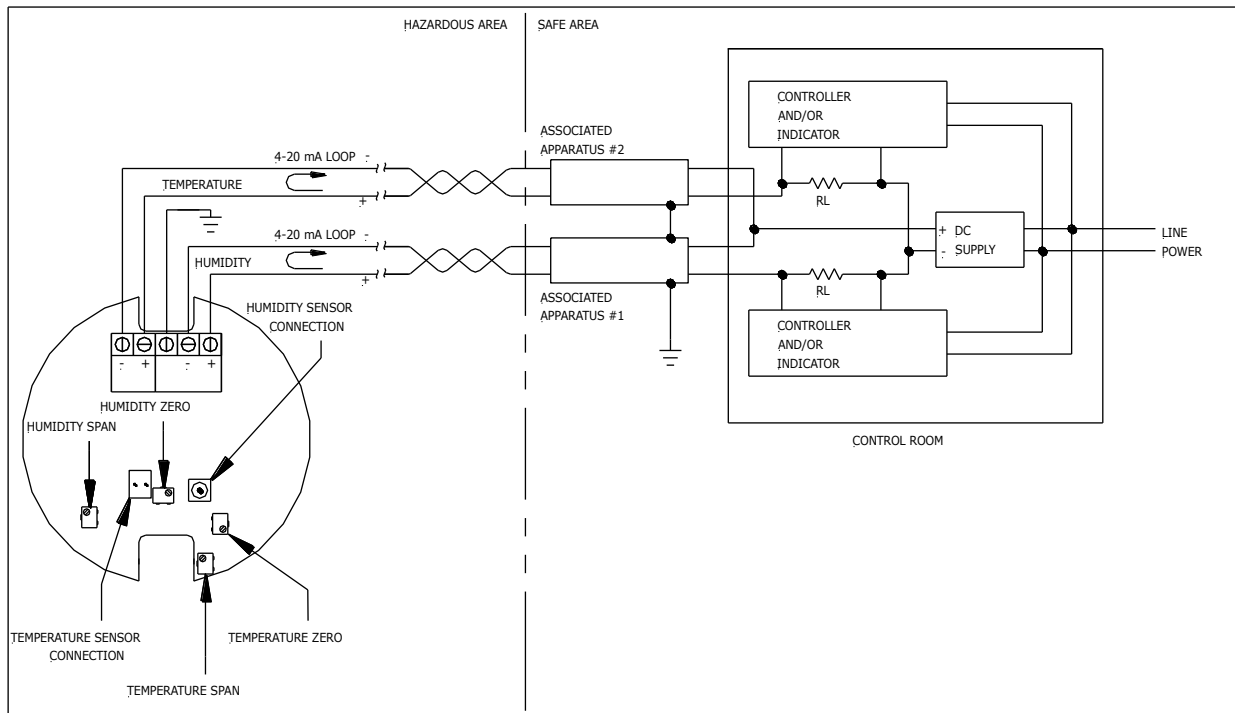 HAZARDOUS AREA
SAFE AREA
CONTROLLER
AND/OR
INDICATOR
ASSOCIATED
APPARATUS #2
4-20 mA LOOP -
TEMPERATURE
+
RL
4-20 mA LOOP -
HUMIDITY
+
+ DC
- SUPPLY
LINE
POWER
RL
ASSOCIATED
APPARATUS #1
HUMIDITY SENSOR
CONNECTION
CONTROLLER
AND/OR
INDICATOR
- + - +
HUMIDITY ZERO
HUMIDITY SPAN
CONTROL ROOM
TEMPERATURE SENSOR
CONNECTION
TEMPERATURE ZERO
TEMPERATURE SPAN